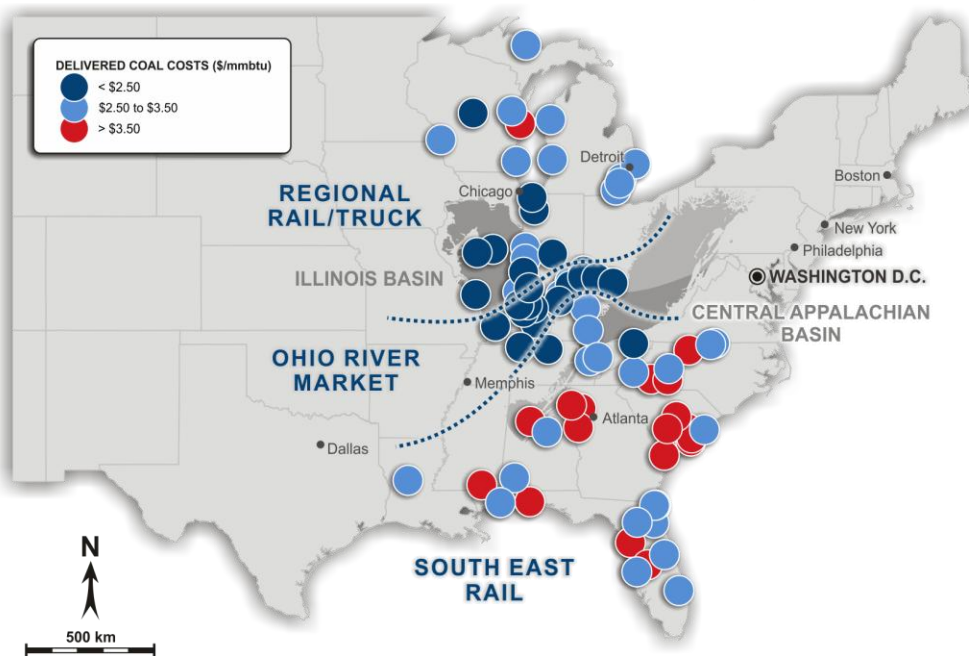 DELIVERED COAL COSTS ($/mmbtu)
< $2.50
$2.50 to $3.50
> $3.50
Detroit
Chicago
Boston
REGIONAL
RAIL/TRUCK
New York
Philadelphia
ILLINOIS BASIN
WASHINGTON D.C.
CENTRAL APPALACHIAN
BASIN
OHIO RIVER
MARKET
Memphis
Atlanta
Dallas
SOUTH EAST
RAIL
N
500 km